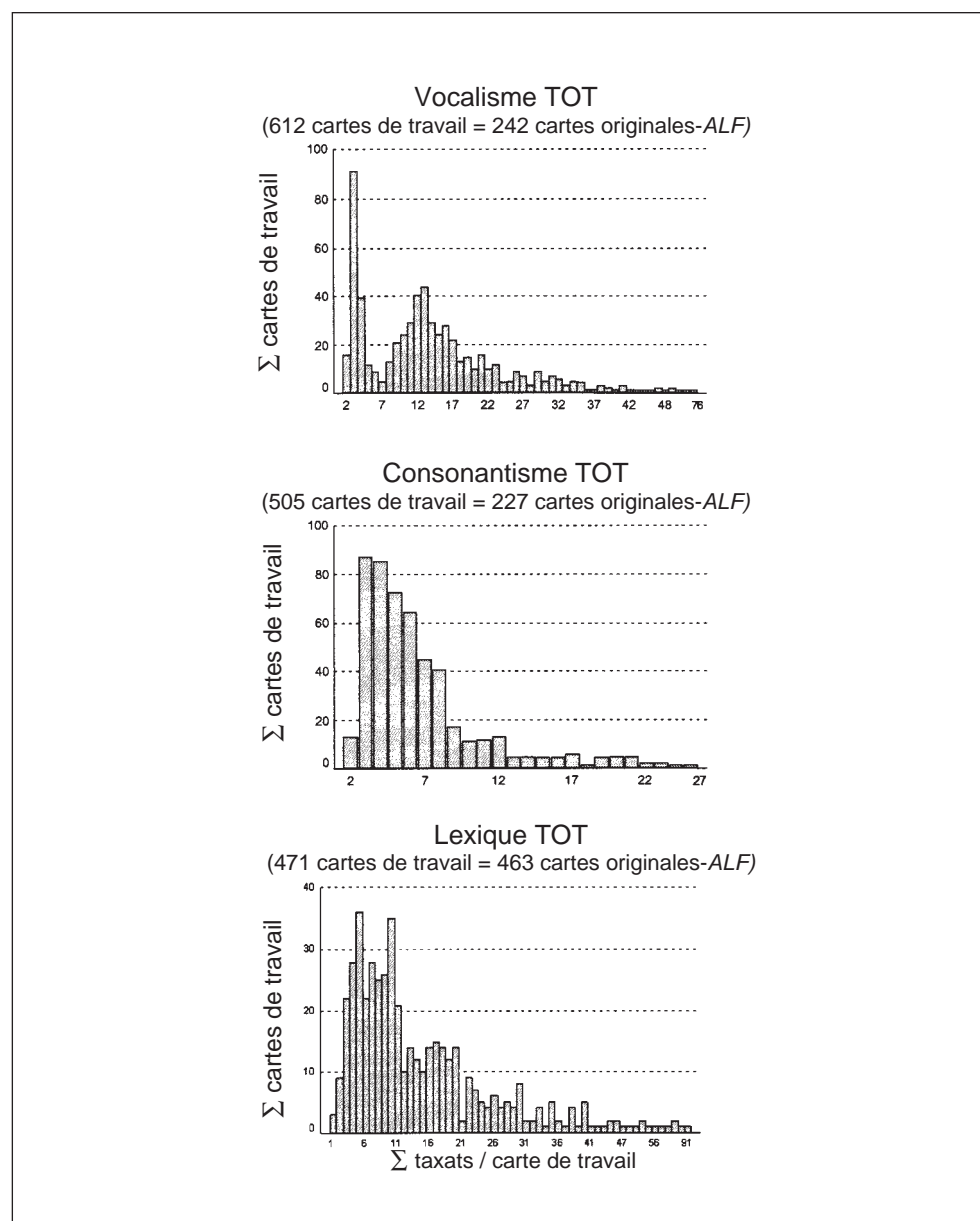 Vocalisme TOT
(612 cartes de travail = 242 cartes originales-ALF)
Σ cartes de travail
100
80
60
40
20
0
2 7 12 17 22 27 32 37 42 48 76
Consonantisme TOT
(505 cartes de travail = 227 cartes originales-ALF)
Σ cartes de travail
100
80
60
40
20
0
2 7 12 17 22 27
Lexique TOT
(471 cartes de travail = 463 cartes originales-ALF)
Σ cartes de travail
40
30
20
10
0
1 6 11 16 21 26 31 36 41 47 56 91
Σ taxats / carte de travail